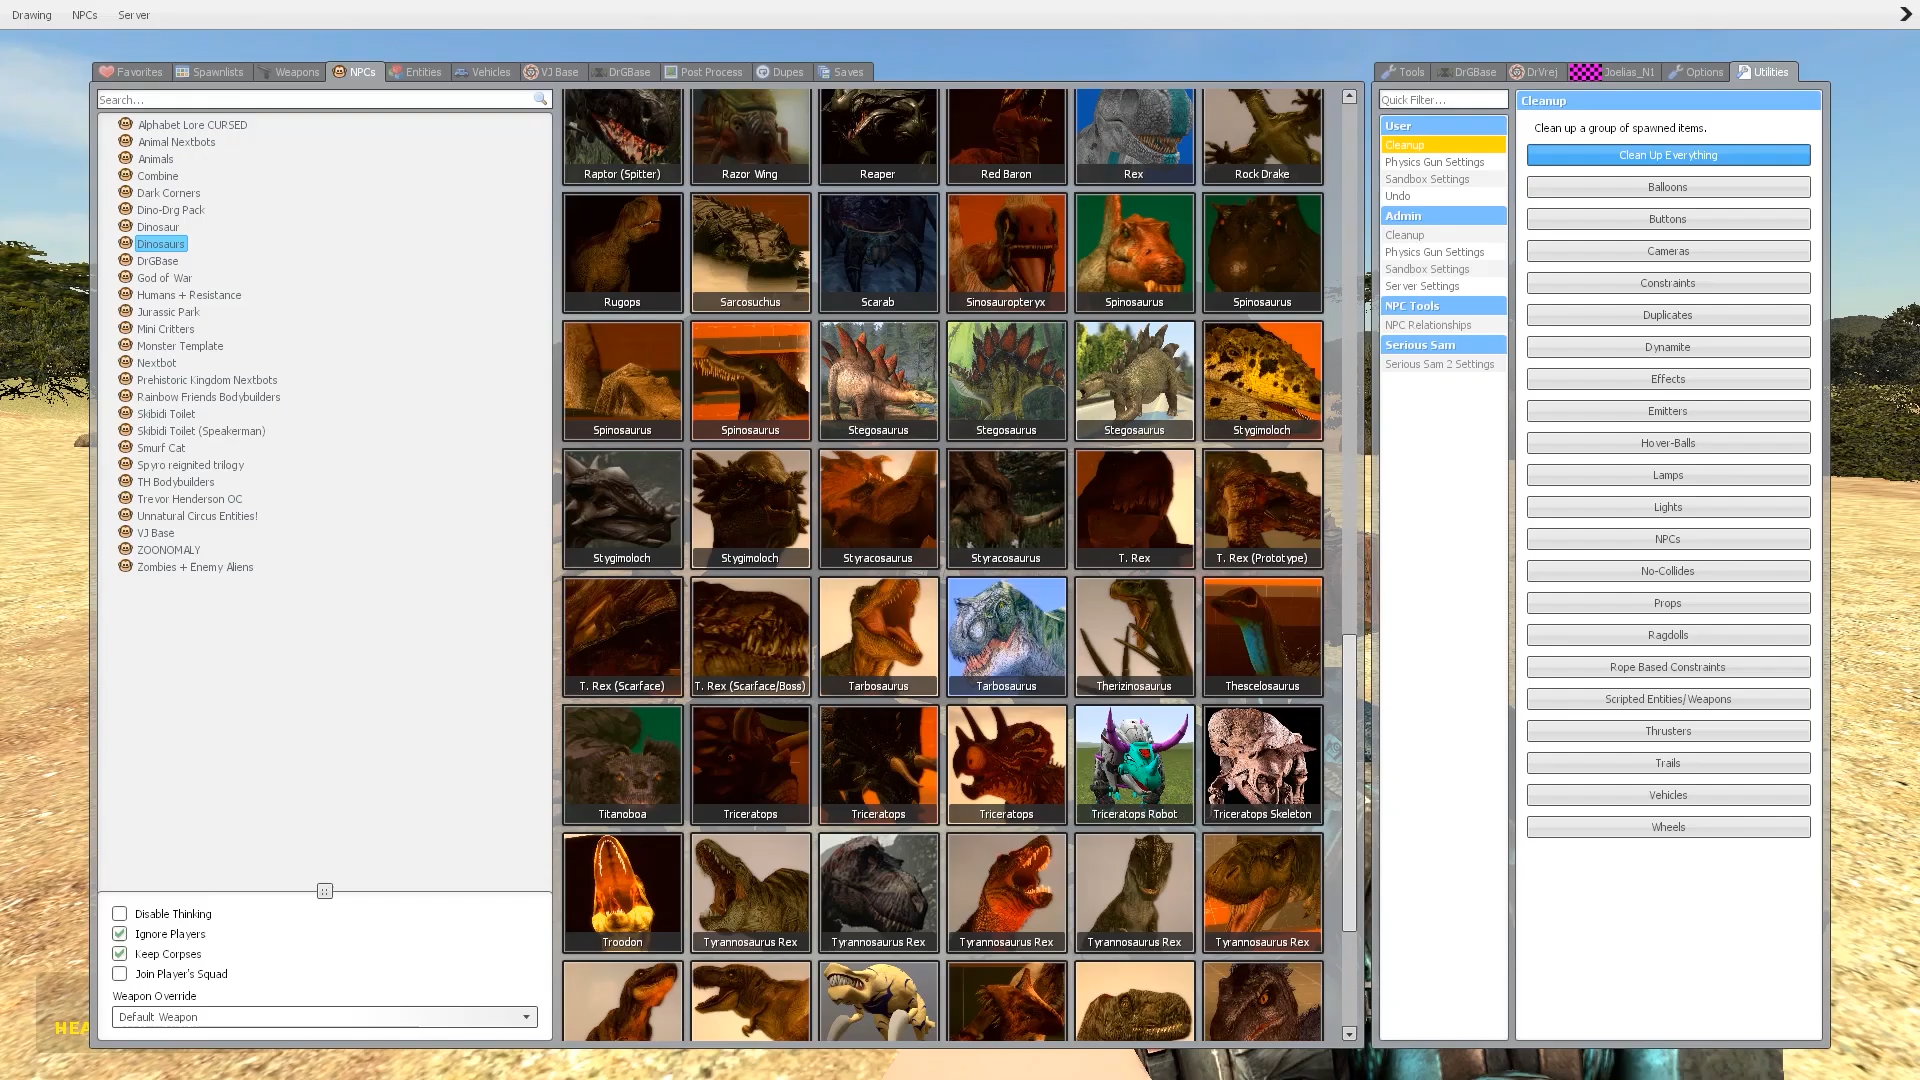 Drawing NPCs Server
Favorites Spawnlists Weapons NPCs Entities Vehicles VJ Base DrGBase Post Process Dupes Saves
Search...
Alphabet Lore CURSED
Animal Nextbots
Animals
Combine
Dark Corners
Dino-Drg Pack
Dinosaur
Dinosaurs
DrGBase
God of War
Humans + Resistance
Jurassic Park
Mini Critters
Monster Template
Nextbot
Prehistoric Kingdom Nextbots
Rainbow Friends Bodybuilders
Skibidi Toilet
Skibidi Toilet (Speakerman)
Smurf Cat
Spyro reignited trilogy
TH Bodybuilders
Trevor Henderson OC
Unnatural Circus Entities!
VJ Base
ZOONOMALY
Zombies + Enemy Aliens
Disable Thinking
Ignore Players
Keep Corpses
Join Player's Squad
Weapon Override
Default Weapon
HEA
Raptor (Spitter) Razor Wing Reaper Red Baron Rex Rock Drake
Rugops Sarcosuchus Scarab Sinosauropteryx Spinosaurus Spinosaurus
Spinosaurus Spinosaurus Stegosaurus Stegosaurus Stegosaurus Stygimoloch
Stygimoloch Stygimoloch Styracosaurus Styracosaurus T. Rex T. Rex (Prototype)
T. Rex (Scarface) T. Rex (Scarface/Boss) Tarbosaurus Tarbosaurus Therizinosaurus Thescelosaurus
Titanoboa Triceratops Triceratops Triceratops Triceratops Robot Triceratops Skeleton
Troodon Tyrannosaurus Rex Tyrannosaurus Rex Tyrannosaurus Rex Tyrannosaurus Rex Tyrannosaurus Rex
Tools DrGBase DrVrej Joelias_N1 Options Utilities
Quick Filter...
User
Cleanup
Physics Gun Settings
Sandbox Settings
Undo
Admin
Cleanup
Physics Gun Settings
Sandbox Settings
Server Settings
NPC Tools
NPC Relationships
Serious Sam
Serious Sam 2 Settings
Cleanup
Clean up a group of spawned items.
Clean Up Everything
Balloons
Buttons
Cameras
Constraints
Duplicates
Dynamite
Effects
Emitters
Hover-Balls
Lamps
Lights
NPCs
No-Collides
Props
Ragdolls
Rope Based Constraints
Scripted Entities/Weapons
Thrusters
Trails
Vehicles
Wheels